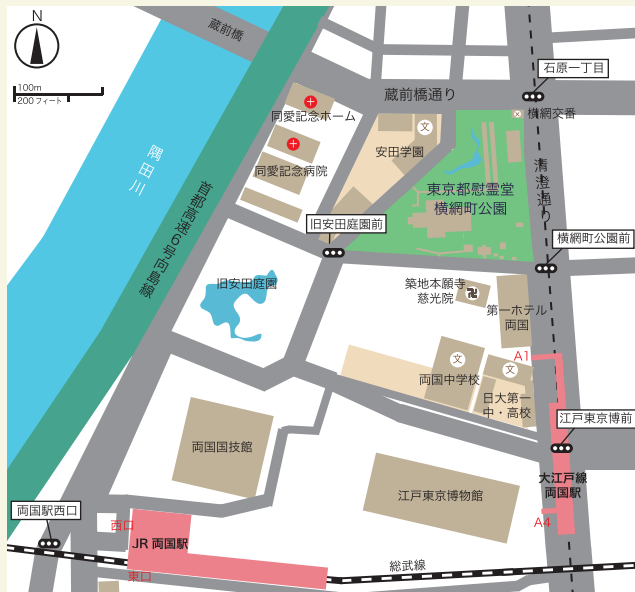 N
100m
200フィート
蔵前橋
石原一丁目
蔵前橋通り
横網交番
同愛記念ホーム
文
安田学園
同愛記念病院
清澄通り
東京都慰霊堂
横網町公園
隅田川
首都高速6号向島線
旧安田庭園前
横網町公園前
旧安田庭園
築地本願寺
慈光院
第一ホテル
両国
A1
文
文
両国中学校
日大第一
中・高校
江戸東京博前
両国国技館
大江戸線
両国駅
江戸東京博物館
両国駅西口
A4
西口
JR 両国駅
総武線
東口